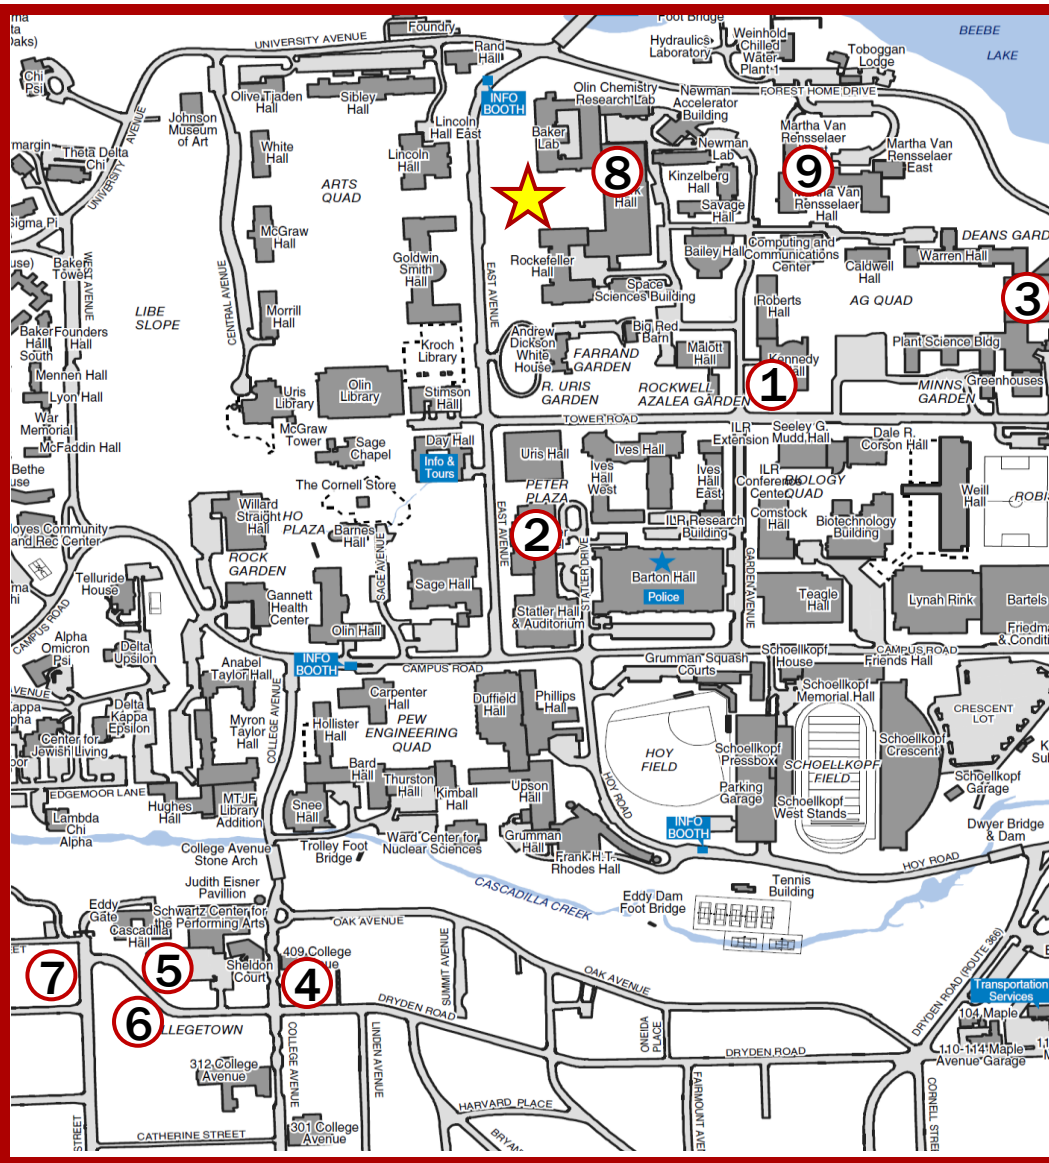 Foundry
UNIVERSITY AVENUE
Rand
Hall
INFO
BOOTH
Foot Bridge
Hydraulics
Laboratory
Weinhold
Chilled
Water
Plant 1
Toboggan
Lodge
BEEBE
LAKE
Chi
Psi
Olive Tjaden
Hall
Sibley
Hall
Johnson
Museum
of Art
Olin Chemistry
Research Lab
Newman
Accelerator
Building
FOREST HOME DRIVE
Lincoln
Hall East
Baker
Lab
Martha Van
Rensselaer
Martha Van
Rensselaer
East
Theta Delta
Chi
UNIVERSITY
AVENUE
White
Hall
Lincoln
Hall
Newman
Lab
8
9
Kinzelberg
Hall
ARTS
QUAD
Hall
Savage
Hall
Martha Van
Rensselaer
Hall
Sigma Pi
McGraw
Hall
DEANS GARD
Baker
Tower
WEST AVENUE
CENTRAL AVENUE
Goldwin
Smith
Hall
EAST AVENUE
Rockefeller
Hall
Bailey Hall
Computing and
Communications
Center
Caldwell
Hall
Warren Hall
Space
Sciences Building
3
LIBE
SLOPE
Morrill
Hall
Roberts
Hall
AG QUAD
Baker
Hall
South
Founders
Hall
Kroch
Library
Andrew
Dickson
White
House
Big Red
Barn
FARRAND
GARDEN
Malott
Hall
Kennedy
Hall
Plant Science Bldg
Mennen Hall
Lyon Hall
Uris
Library
Olin
Library
Stimson
Hall
R. URIS
GARDEN
ROCKWELL
AZALEA GARDEN
1
MINNS
GARDEN
Greenhouses
War
Memorial
McGraw
Tower
TOWER ROAD
McFaddin Hall
Sage
Chapel
Day Hall
Info &
Tours
Uris Hall
Ives Hall
ILR
Extension
Seeley G.
Mudd Hall
Dale R.
Corson Hall
Bethe
The Cornell Store
PETER
PLAZA
Ives
Hall
West
Ives
Hall
East
ILR
Conference
Center
BIOLOGY
QUAD
Weill
Hall
Willard
Straight
Hall
HO
PLAZA
Barnes
Hall
EAST AVENUE
2
ILR Research
Building
Comstock
Hall
Biotechnology
Building
and Rec Center
ROCK
GARDEN
SAGE AVENUE
STATLER DRIVE
GARDEN AVENUE
Telluride
House
Gannett
Health
Center
Sage Hall
Barton Hall
Police
Teagle
Hall
Lynah Rink
Bartels
CAMPUS ROAD
Olin Hall
Statler Hall
& Auditorium
Alpha
Omicron
Psi
Delta
Upsilon
Anabel
Taylor Hall
INFO
BOOTH
CAMPUS ROAD
Grumman Squash
Courts
Schoellkopf
House
CAMPUS ROAD
Friends Hall
Delta
Kappa
Epsilon
Carpenter
Hall
Duffield
Hall
Phillips
Hall
Schoellkopf
Memorial Hall
CRESCENT
LOT
Center for
Jewish Living
Myron
Taylor
Hall
COLLEGE AVENUE
Hollister
Hall
PEW
ENGINEERING
QUAD
HOY
FIELD
Schoellkopf
Pressbox
SCHOELLKOPF
FIELD
Schoellkopf
Crescent
EDGEMOOR LANE
Bard
Hall
Thurston
Hall
Kimball
Hall
Upson
Hall
HOY ROAD
Parking
Garage
Schoellkopf
Garage
Hughes
Hall
MTJF
Library
Addition
Snee
Hall
Schoellkopf
West Stands
Lambda
Chi
Alpha
INFO
BOOTH
Dwyer Bridge
& Dam
College Avenue
Stone Arch
Trolley Foot
Bridge
Ward Center for
Nuclear Sciences
Grumman
Hall
Frank H.T.
Rhodes Hall
HOY ROAD
Judith Eisner
Pavillion
CASCADILLA CREEK
Eddy Dam
Foot Bridge
Tennis
Building
Eddy
Gate
Schwartz Center for
the Performing Arts
OAK AVENUE
Cascadilla
Hall
7
5
Sheldon
Court
409 College
4
SUMMIT AVENUE
OAK AVENUE
DRYDEN ROAD (ROUTE 366)
Transportation
Services
6
DRYDEN ROAD
104 Maple
COLLEGE AVENUE
LINDEN AVENUE
ONEIDA
PLACE
DRYDEN ROAD
110-114 Maple
Avenue Garage
312 College
Avenue
HARVARD PLACE
FAIRMOUNT AVE
CORNELL STREE
STREET
CATHERINE STREET
301 College
Avenue